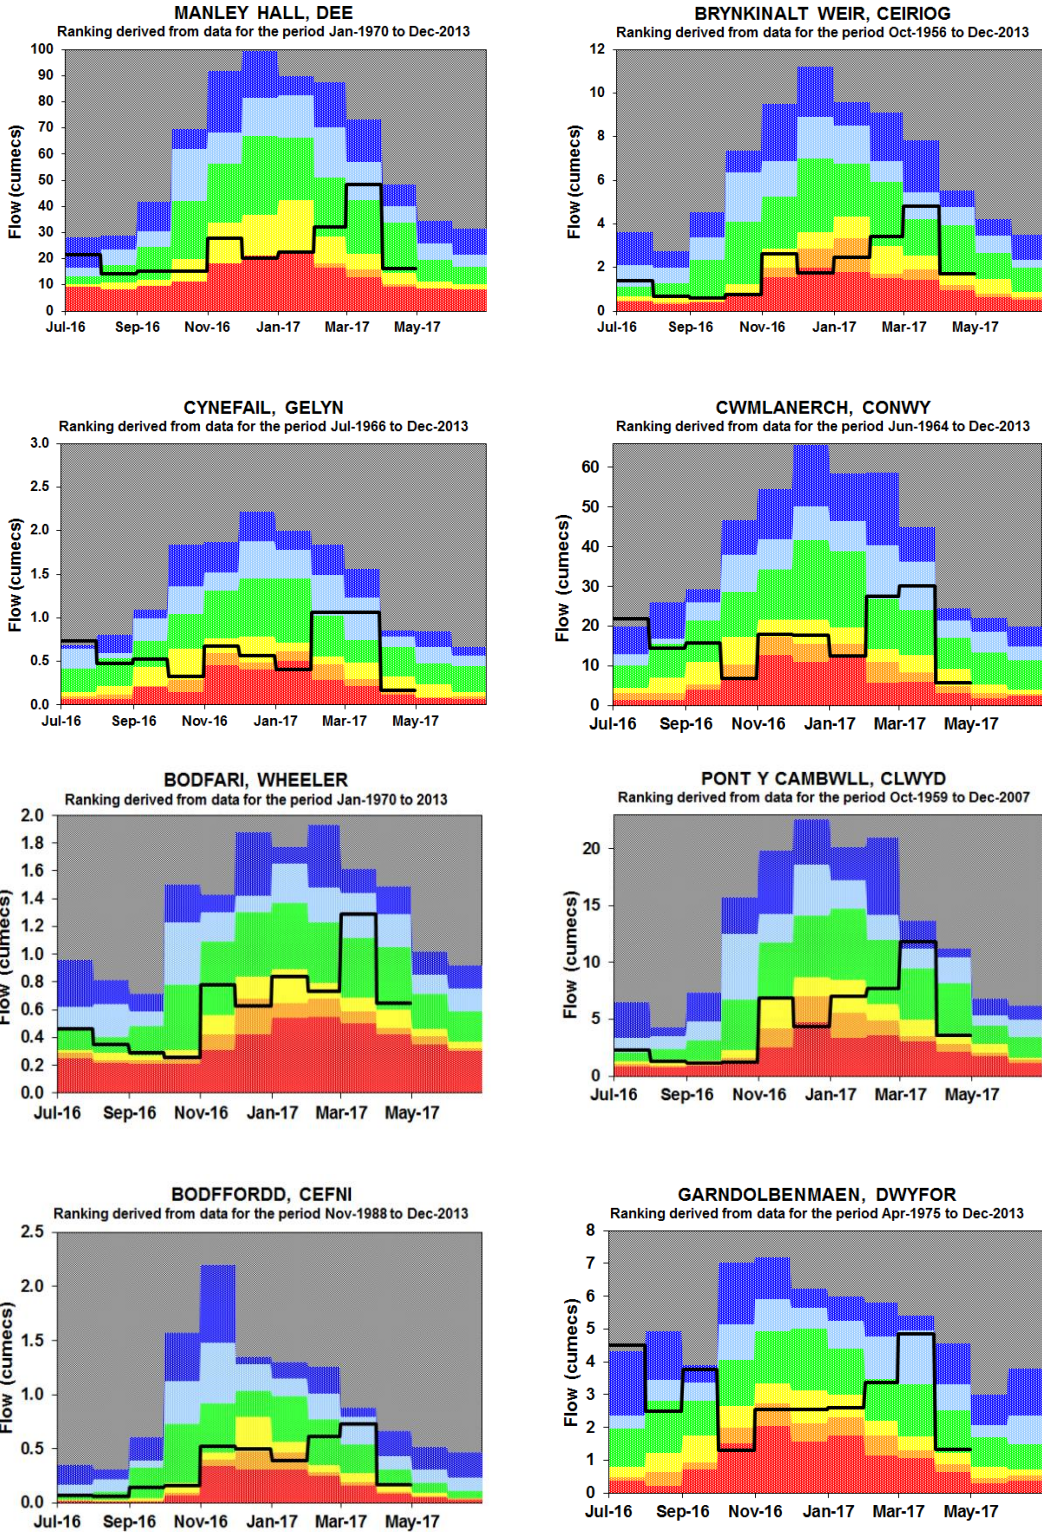 MANLEY HALL, DEE
Ranking derived from data for the period Jan-1970 to Dec-2013
Flow (cumecs)
100
90
80
70
60
50
40
30
20
10
0
Jul-16 Sep-16 Nov-16 Jan-17 Mar-17 May-17
BRYNKINALT WEIR, CEIRIOG
Ranking derived from data for the period Oct-1956 to Dec-2013
Flow (cumecs)
12
10
8
6
4
2
0
Jul-16 Sep-16 Nov-16 Jan-17 Mar-17 May-17
CYNEFAIL, GELYN
Ranking derived from data for the period Jul-1966 to Dec-2013
Flow (cumecs)
3.0
2.5
2.0
1.5
1.0
0.5
0.0
Jul-16 Sep-16 Nov-16 Jan-17 Mar-17 May-17
CWMLANERCH, CONWY
Ranking derived from data for the period Jun-1964 to Dec-2013
Flow (cumecs)
60
50
40
30
20
10
0
Jul-16 Sep-16 Nov-16 Jan-17 Mar-17 May-17
BODFARI, WHEELER
Ranking derived from data for the period Jan-1970 to 2013
Flow (cumecs)
2.0
1.8
1.6
1.4
1.2
1.0
0.8
0.6
0.4
0.2
0.0
Jul-16 Sep-16 Nov-16 Jan-17 Mar-17 May-17
PONT Y CAMBWLL, CLWYD
Ranking derived from data for the period Oct-1959 to Dec-2007
Flow (cumecs)
20
15
10
5
0
Jul-16 Sep-16 Nov-16 Jan-17 Mar-17 May-17
BODFFORDD, CEFNI
Ranking derived from data for the period Nov-1988 to Dec-2013
Flow (cumecs)
2.5
2.0
1.5
1.0
0.5
0.0
Jul-16 Sep-16 Nov-16 Jan-17 Mar-17 May-17
GARNDOLBENMAEN, DWYFOR
Ranking derived from data for the period Apr-1975 to Dec-2013
Flow (cumecs)
8
7
6
5
4
3
2
1
0
Jul-16 Sep-16 Nov-16 Jan-17 Mar-17 May-17